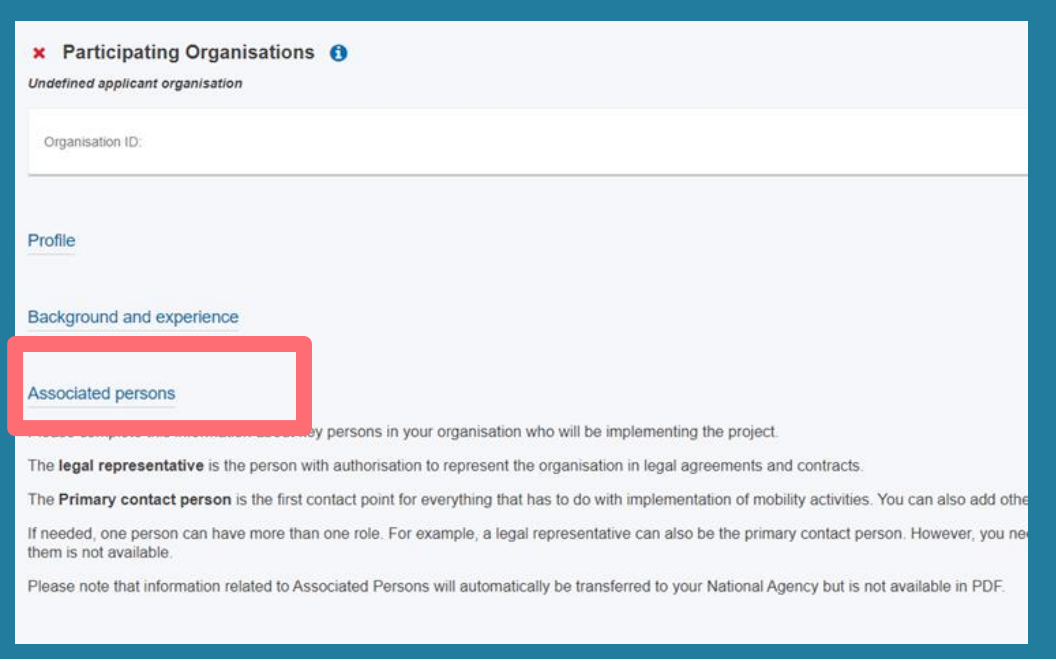 Participating Organisations
Undefined applicant organisation
Organisation ID:
Profile
Background and experience
Associated persons
persons in your organisation who will be implementing the project.
The legal representative is the person with authorisation to represent the organisation in legal agreements and contracts.
The Primary contact person is the first contact point for everything that has to do with implementation of mobility activities. You can also add othe
If needed, one person can have more than one role. For example, a legal representative can also be the primary contact person. However, you ne
them is not available.
Please note that information related to Associated Persons will automatically be transferred to your National Agency but is not available in PDF.